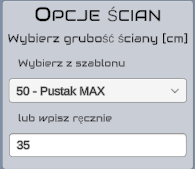 Opcje ścian
Wybierz grubość ściany [cm]
Wybierz z szablonu
50 - Pustak MAX
lub wpisz ręcznie
35